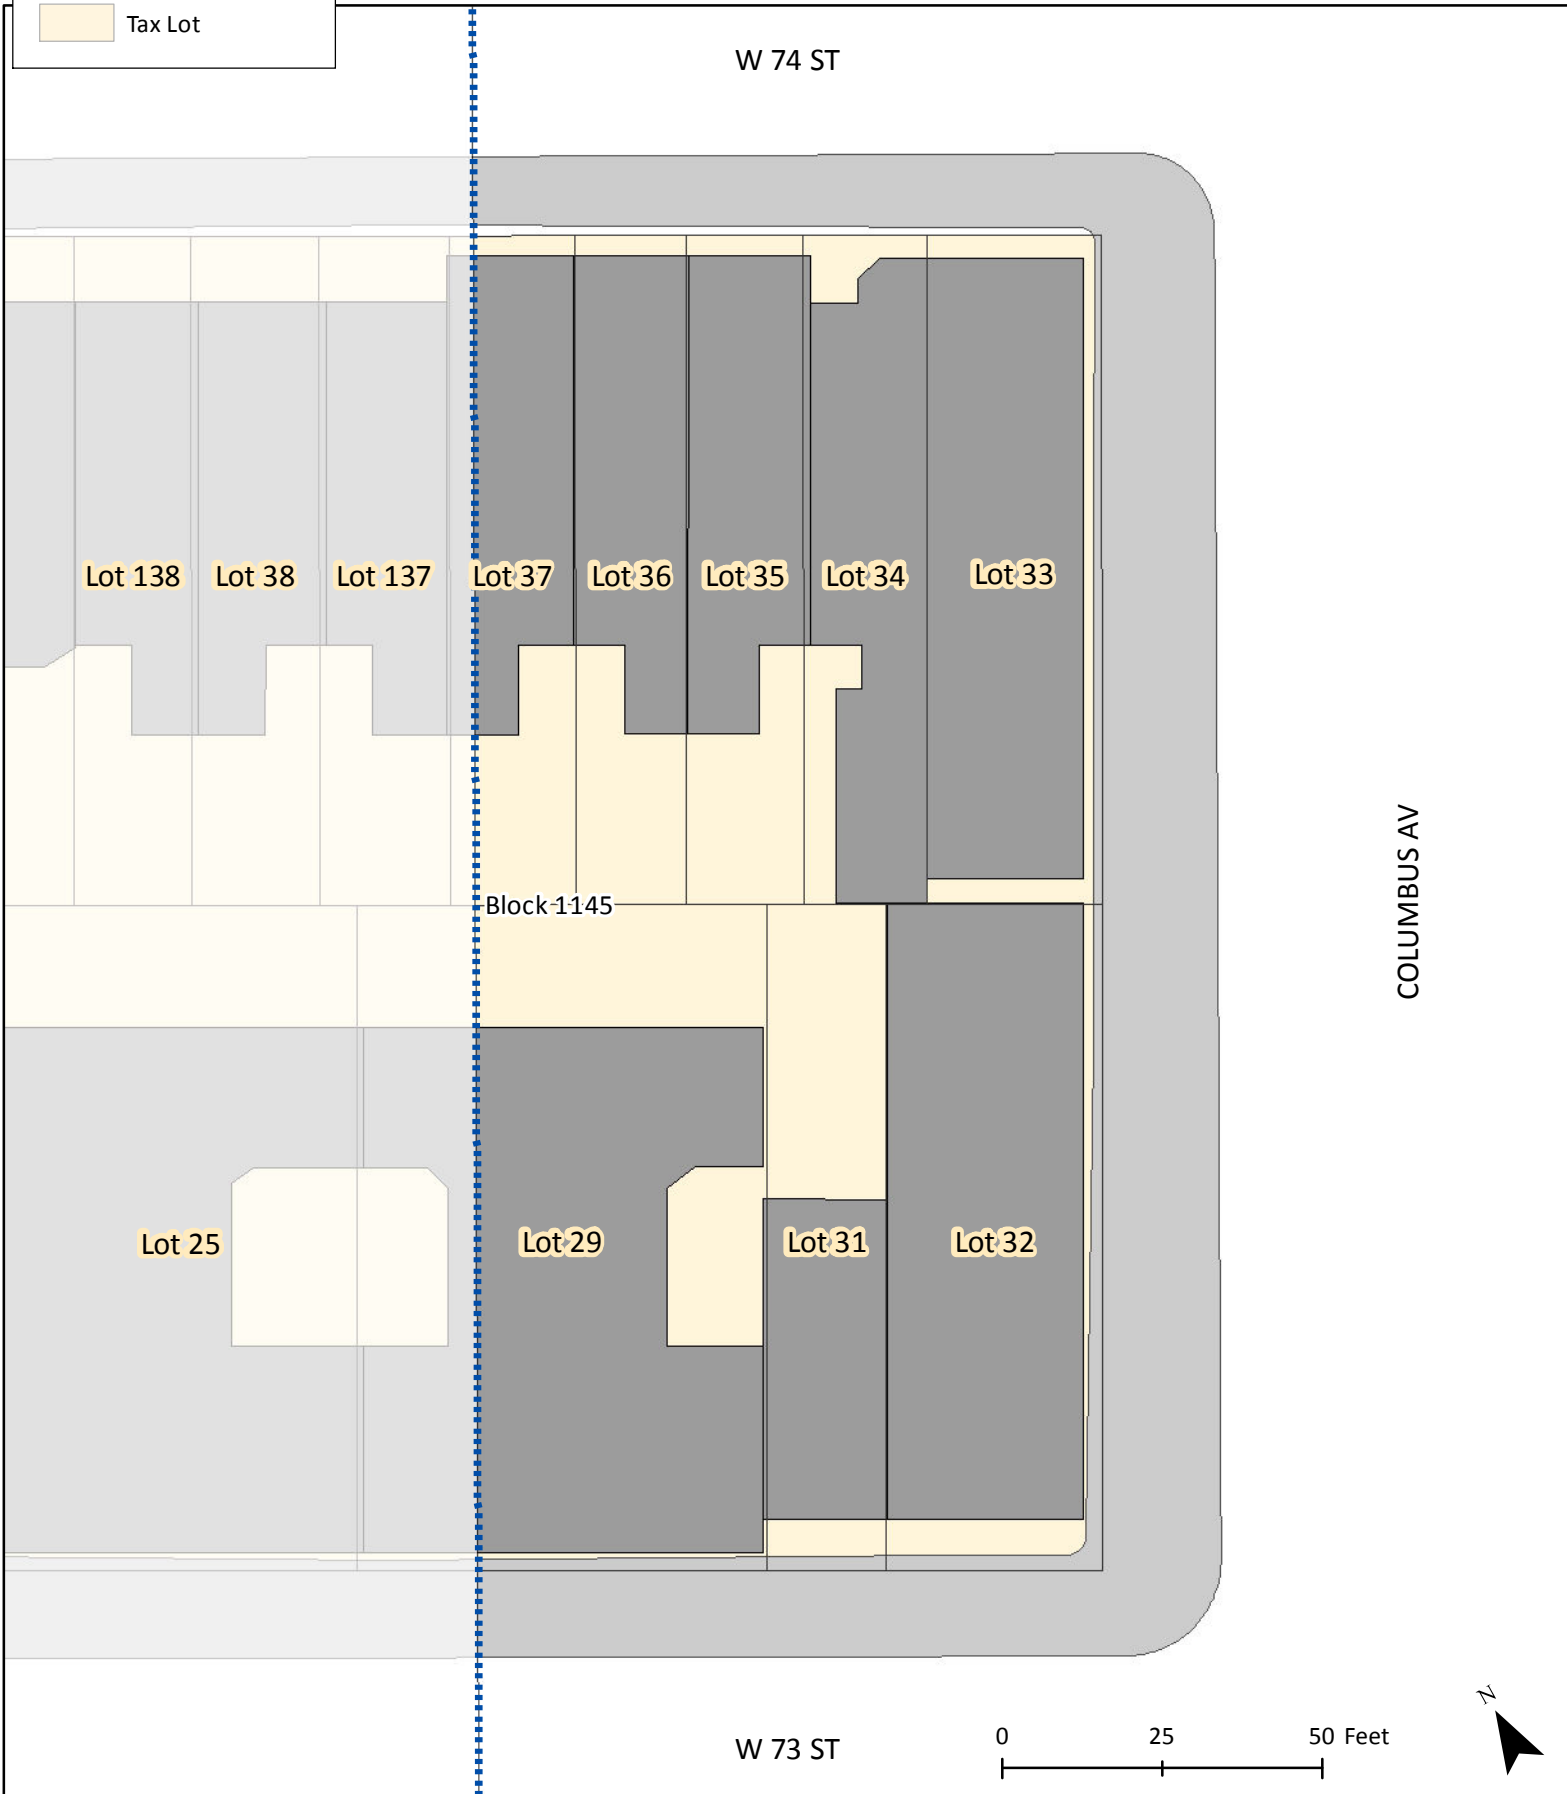 Tax Lot
W 74 ST
Lot 138
Lot 38
Lot 137
Lot 37
Lot 36
Lot 35
Lot 34
Lot 33
COLUMBUS AV
Block 1145
Lot 25
Lot 29
Lot 31
Lot 32
W 73 ST
0 25 50 Feet
N